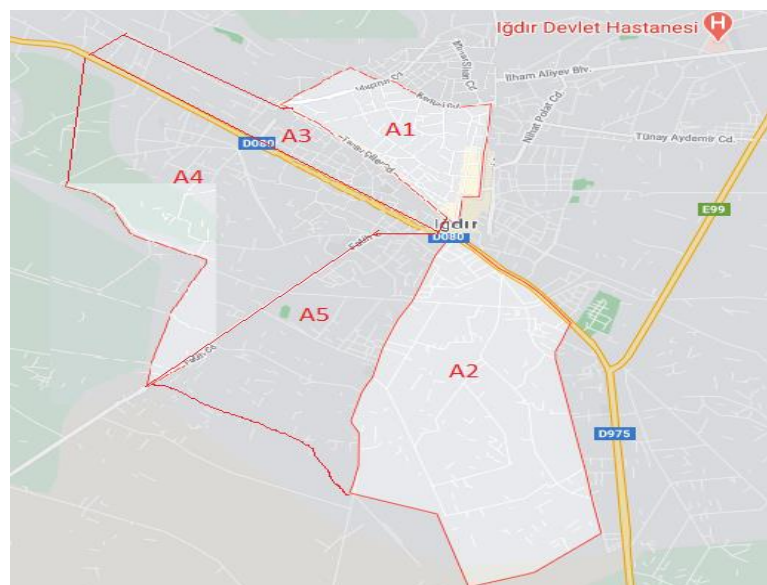 Iğdır Devlet Hastanesi
H
İlham Aliyev Blv.
A1
Nihat Polat Cd.
Tünay Aydemir Cd.
A3
D080
A4
E99
Iğdır
D080
A5
A2
D975